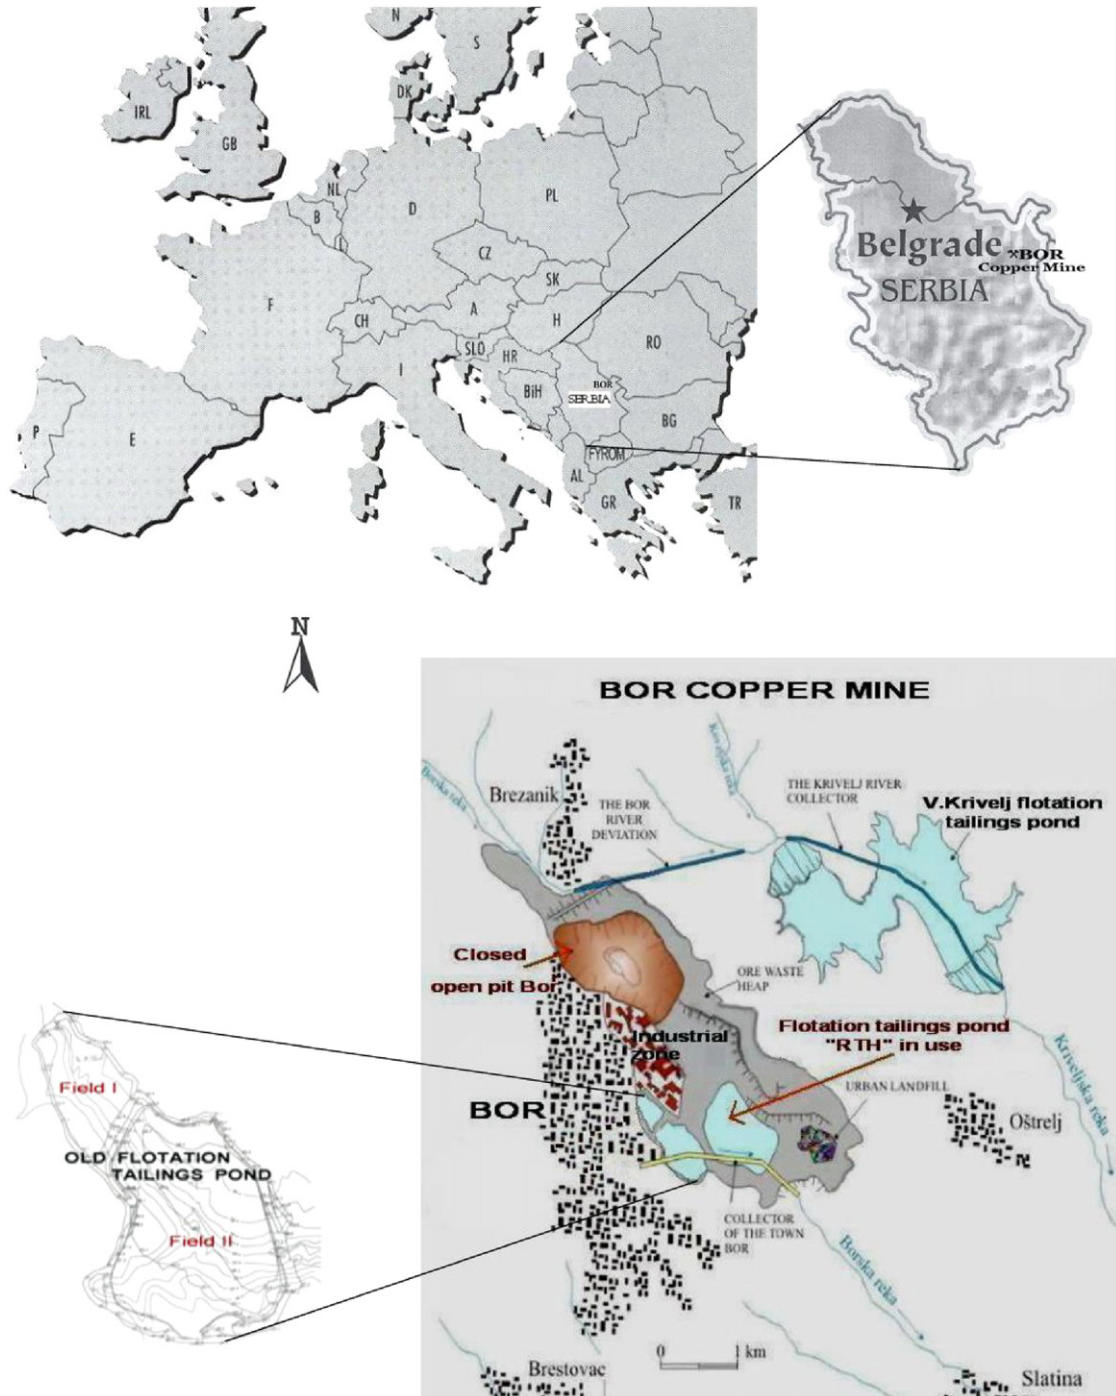 N
S
DK
IRL
GB
NL
B
L
D
PL
CZ
SK
F
CH
A
H
SLO
HR
RO
I
BiH
BOR
SERBIA
BG
P
E
FYROM
AL
GR
TR
Belgrade
BOR
Copper Mine
SERBIA
N
BOR COPPER MINE
Borska reka
Kriveljska reka
Brezanik
THE BOR
RIVER
DEVIATION
THE KRIVELJ RIVER
COLLECTOR
V.Krivelj flotation
tailings pond
Closed
open pit Bor
ORE WASTE
HEAP
Industrial
zone
Flotation tailings pond
"RTH" in use
URBAN LANDFILL
BOR
Oštrelj
Kriveljska reka
COLLECTOR
OF THE TOWN
BOR
Borska reka
0 1 km
Brestovac
Slatina
Field I
OLD FLOTATION
TAILINGS POND
Field II